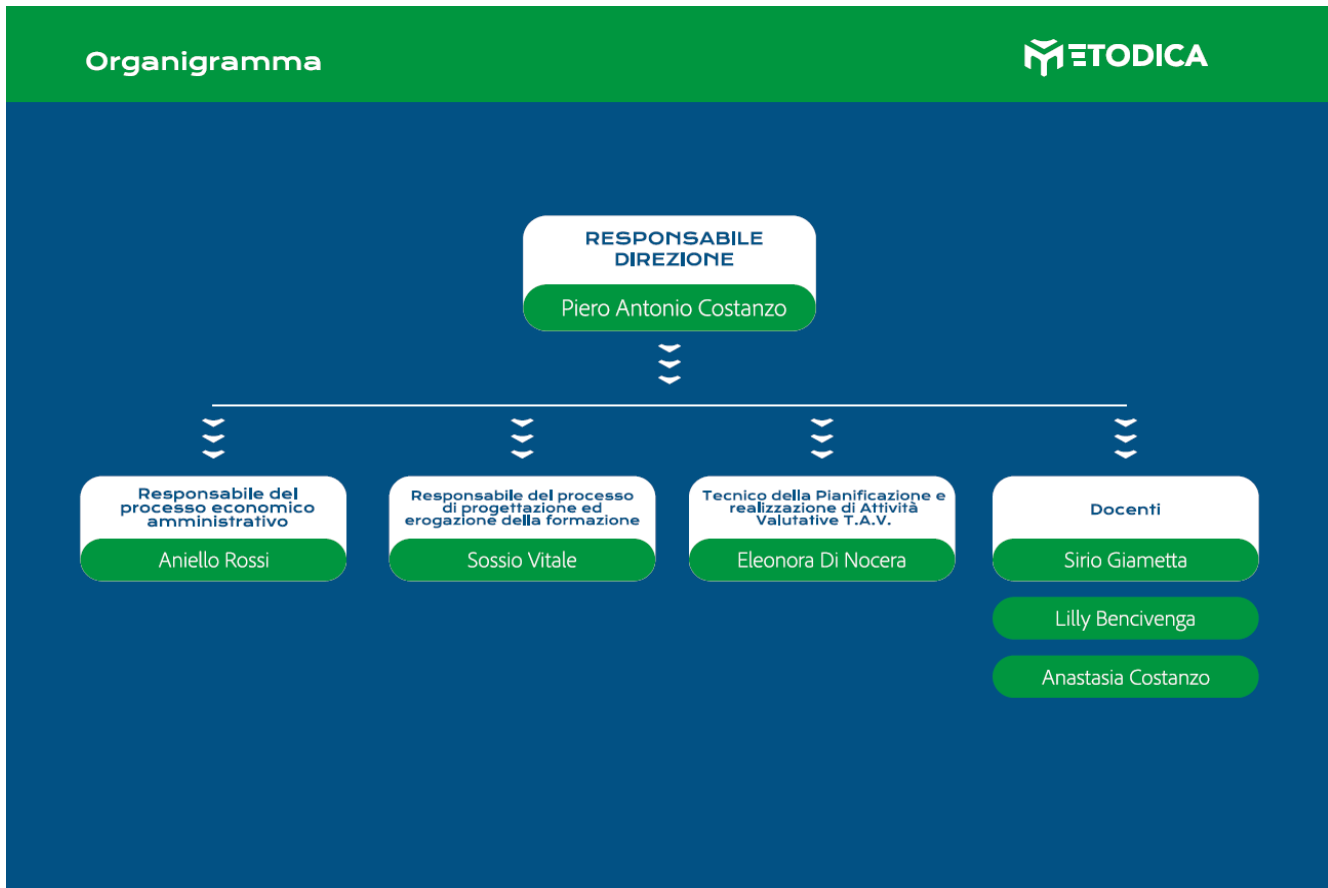 Organigramma
METODICA
RESPONSABILE
DIREZIONE
Piero Antonio Costanzo
Responsabile del
processo economico
amministrativo
Aniello Rossi
Responsabile del processo
di progettazione ed
erogazione della formazione
Sossio Vitale
Tecnico della Pianificazione e
realizzazione di Attività
Valutative T.A.V.
Eleonora Di Nocera
Docenti
Sirio Giametta
Lilly Bencivenga
Anastasia Costanzo